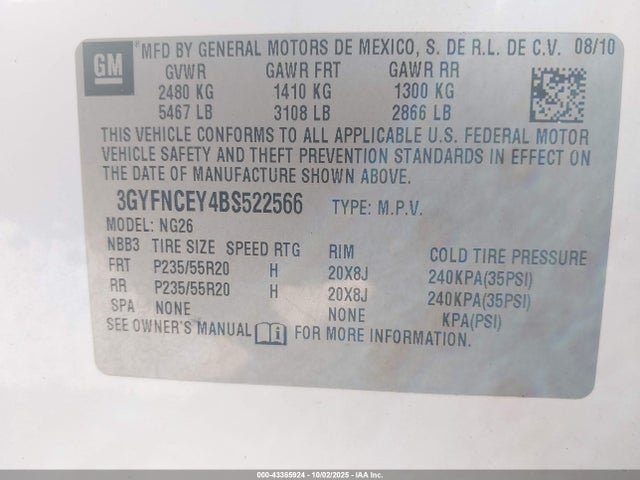 GM
MFD BY GENERAL MOTORS DE MEXICO, S. DE R.L. DE C.V. 08/10
GVWR GAWR FRT GAWR RR
2480 KG 1410 KG 1300 KG
5467 LB 3108 LB 2866 LB
THIS VEHICLE CONFORMS TO ALL APPLICABLE U.S. FEDERAL MOTOR
VEHICLE SAFETY AND THEFT PREVENTION STANDARDS IN EFFECT ON
THE DATE OF MANUFACTURE SHOWN ABOVE.
3GYFNCEY4BS522566 TYPE: M.P.V.
MODEL: NG26
NBB3 TIRE SIZE SPEED RTG RIM COLD TIRE PRESSURE
FRT P235/55R20 H 20X8J 240KPA(35PSI)
RR P235/55R20 H 20X8J 240KPA(35PSI)
SPA NONE NONE KPA(PSI)
SEE OWNER'S MANUAL i FOR MORE INFORMATION.
000-43365924 - 10/02/2025 - IAA Inc.